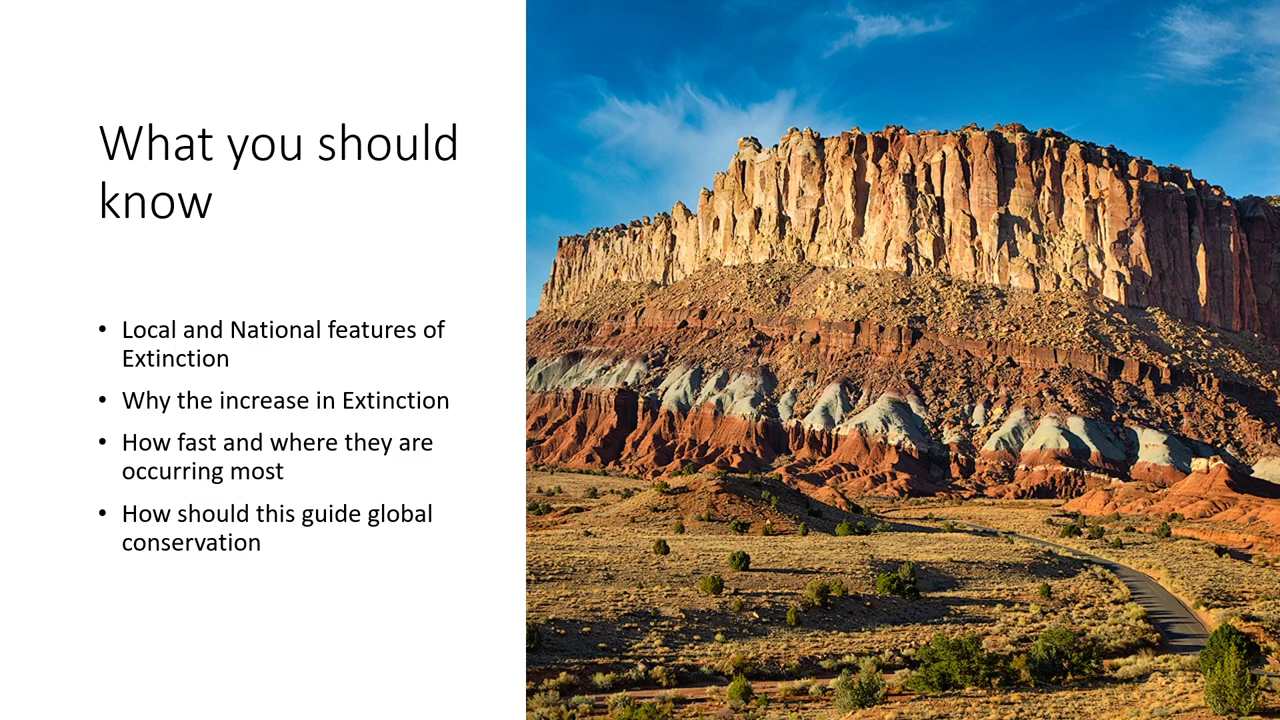 What you should
know
• Local and National features of
Extinction
• Why the increase in Extinction
• How fast and where they are
occurring most
• How should this guide global
conservation